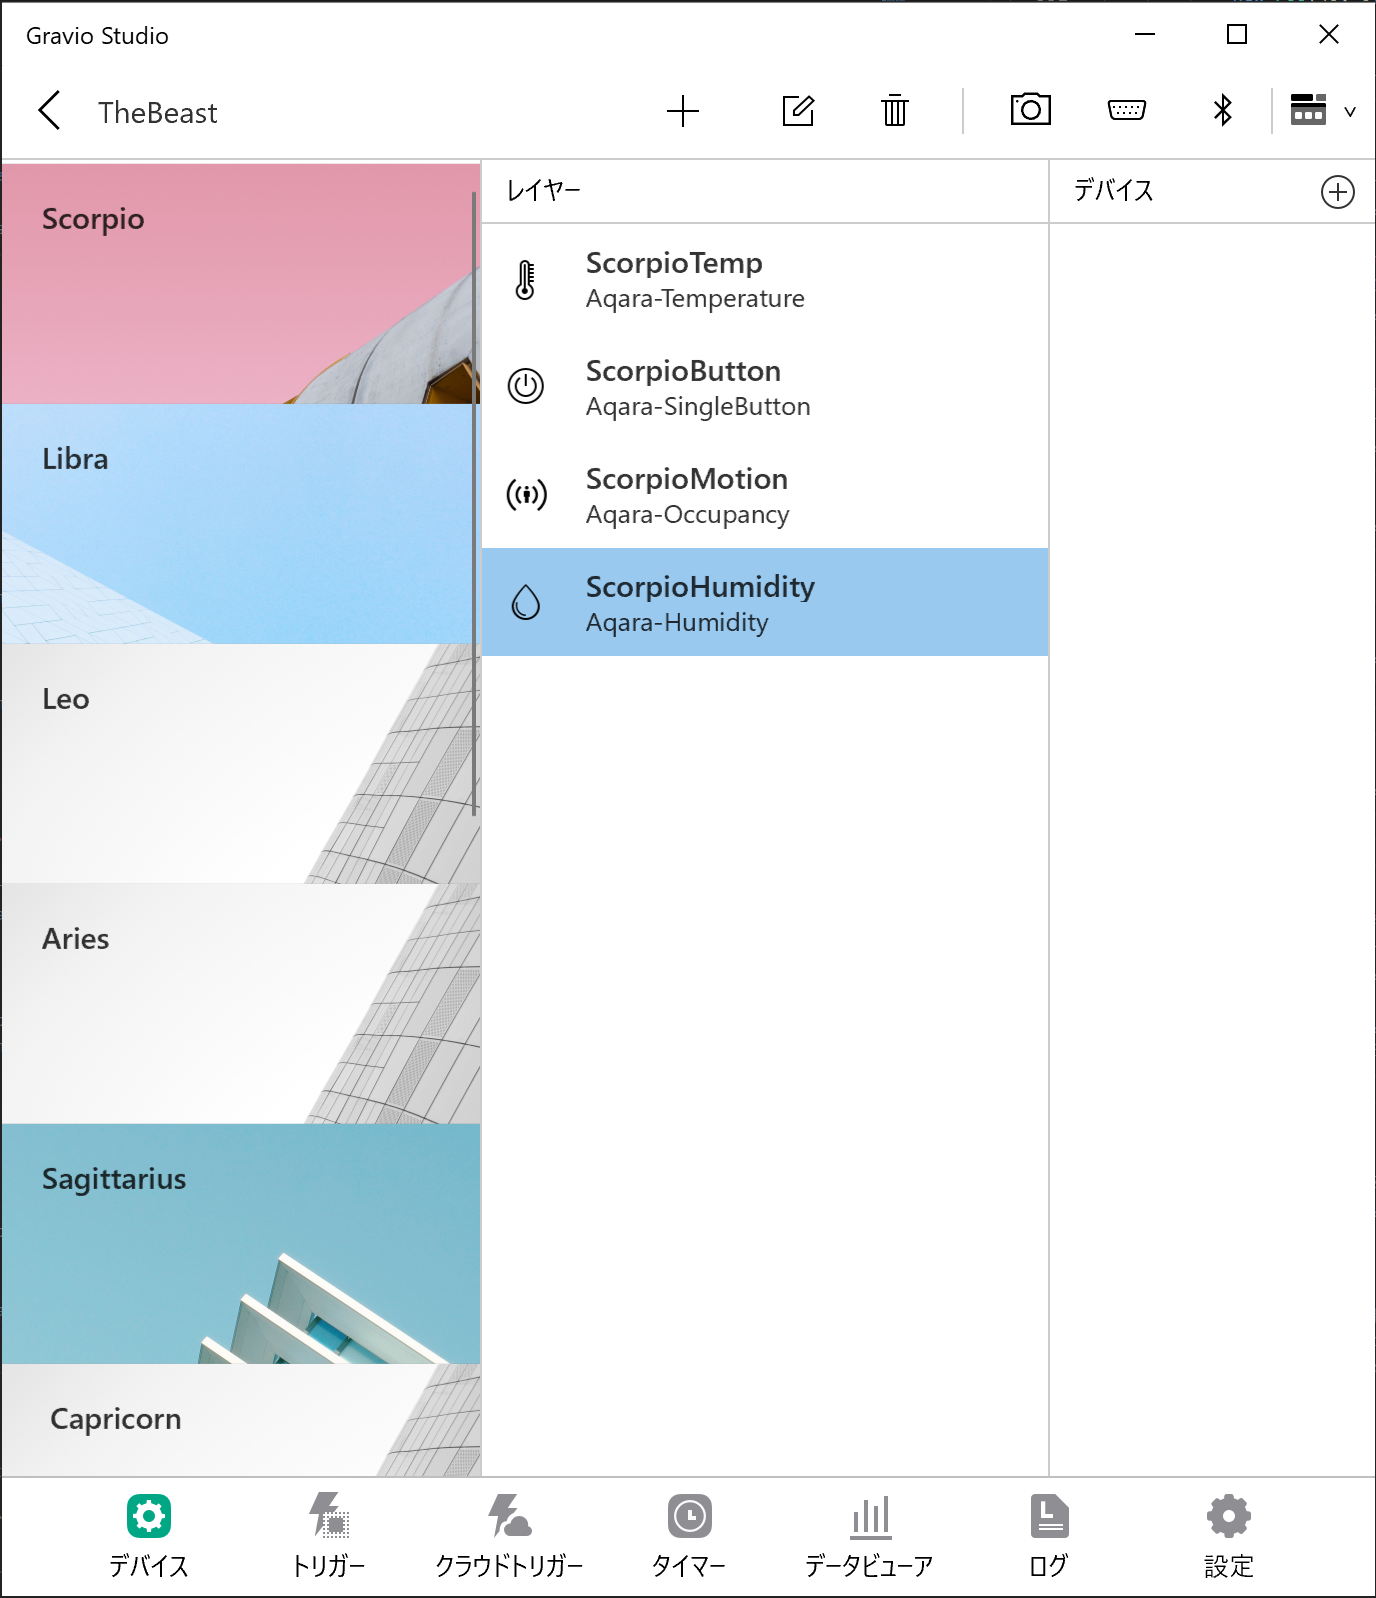 Gravio Studio
TheBeast
Scorpio
Libra
Leo
Aries
Sagittarius
Capricorn
レイヤー
ScorpioTemp
Aqara-Temperature
ScorpioButton
Aqara-SingleButton
ScorpioMotion
Aqara-Occupancy
ScorpioHumidity
Aqara-Humidity
デバイス
デバイス
トリガー
クラウドトリガー
タイマー
データビューア
ログ
設定